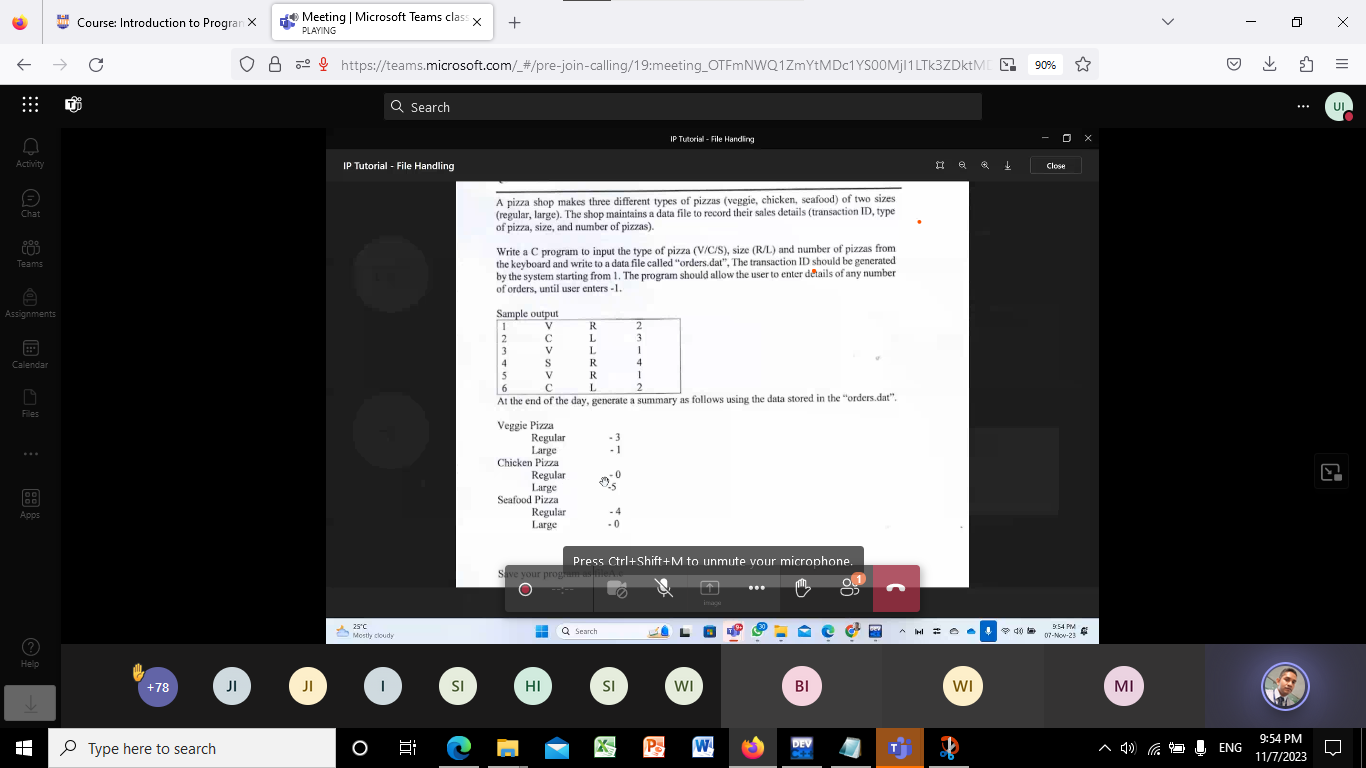 Course: Introduction to Program
Meeting | Microsoft Teams class
PLAYING
https://teams.microsoft.com/_#/pre-join-calling/19:meeting_OTFmNWQ1ZmYtMDc1YS00MjI1LTk3ZDktMD
90%
Search
UI
Activity
Chat
Teams
Assignments
Calendar
Files
Apps
Help
IP Tutorial - File Handling
IP Tutorial - File Handling
Close
A pizza shop makes three different types of pizzas (veggie, chicken, seafood) of two sizes
(regular, large). The shop maintains a data file to record their sales details (transaction ID, type
of pizza, size, and number of pizzas).
Write a C program to input the type of pizza (V/C/S), size (R/L) and number of pizzas from
the keyboard and write to a data file called “orders.dat”, The transaction ID should be generated
by the system starting from 1. The program should allow the user to enter details of any number
of orders, until user enters -1.
Sample output
1 V R 2
2 C L 3
3 V L 1
4 S R 4
5 V R 1
6 C L 2
At the end of the day, generate a summary as follows using the data stored in the “orders.dat”.
Veggie Pizza
Regular - 3
Large - 1
Chicken Pizza
Regular - 0
Large -5
Seafood Pizza
Regular - 4
Large - 0
Press Ctrl+Shift+M to unmute your microphone.
Save your program as
--:--
Image
1
25°C
Mostly cloudy
Search
9:54 PM
07-Nov-23
+78
JI
JI
I
SI
HI
SI
WI
BI
WI
MI
Type here to search
DEV
ENG
9:54 PM
11/7/2023